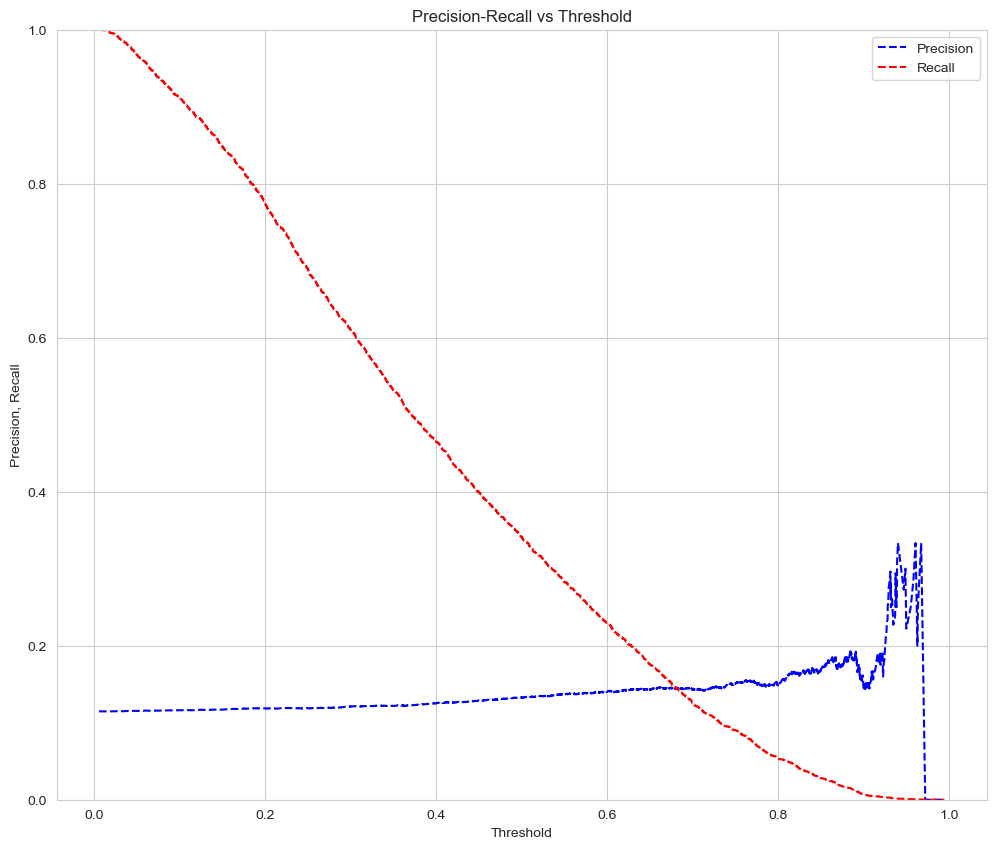 Precision-Recall vs Threshold
1.0
0.8
0.6
0.4
0.2
0.0
Precision, Recall
Precision
Recall
0.0 0.2 0.4 0.6 0.8 1.0
Threshold